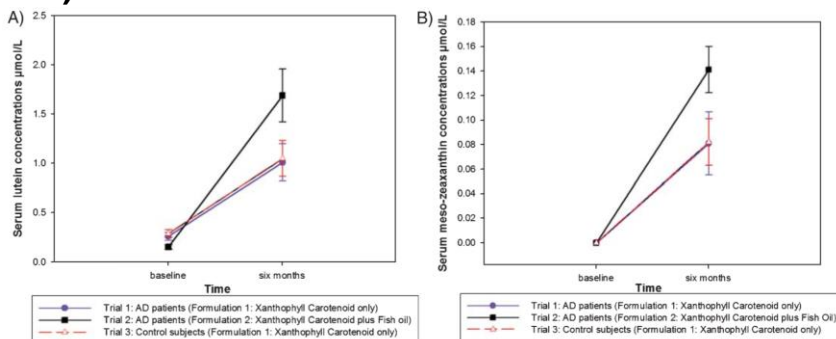 A)
Serum lutein concentrations µmol/L
2.5
2.0
1.5
1.0
0.5
0.0
baseline
six months
Time
Trial 1: AD patients (Formulation 1: Xanthophyll Carotenoid only)
Trial 2: AD patients (Formulation 2: Xanthophyll Carotenoid plus Fish oil)
Trial 3: Control subjects (Formulation 1: Xanthophyll Carotenoid only)
B)
Serum meso-zeaxanthin concentrations µmol/L
0.16
0.14
0.12
0.10
0.08
0.06
0.04
0.02
0.00
baseline
six months
Time
Trial 1: AD patients (Formulation 1: Xanthophyll Carotenoid only)
Trial 2: AD patients (Formulation 2: Xanthophyll Carotenoid plus Fish Oil)
Trial 3: Control subjects (Formulation 1: Xanthophyll Carotenoid only)